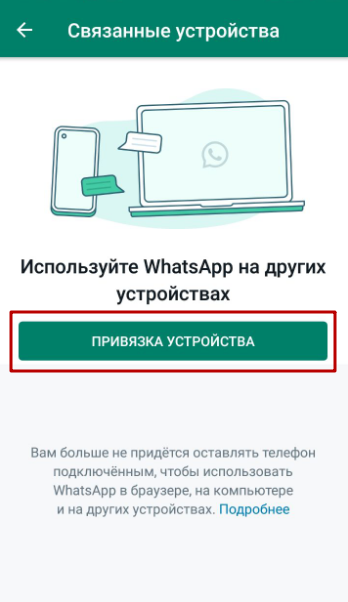 Связанные устройства
Используйте WhatsApp на других
устройствах
ПРИВЯЗКА УСТРОЙСТВА
Вам больше не придётся оставлять телефон
подключённым, чтобы использовать
WhatsApp в браузере, на компьютере
и на других устройствах. Подробнее